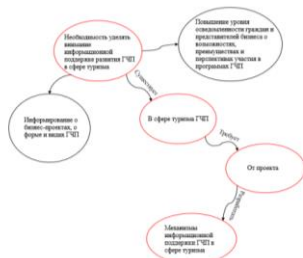 Необходимость уделять
внимание
информационной
поддержке развития ГЧП
в сфере туризма
Повышение уровня
осведомленности граждан и
представителей бизнеса о
возможностях,
преимуществах и
перспективах участия в
программах ГЧП
Информирование о
бизнес-проектах, о
форме и видах ГЧП
Существует
В сфере туризма ГЧП
Требует
От проекта
Разработать
Механизмы
информационной
поддержки ГЧП в
сфере туризма